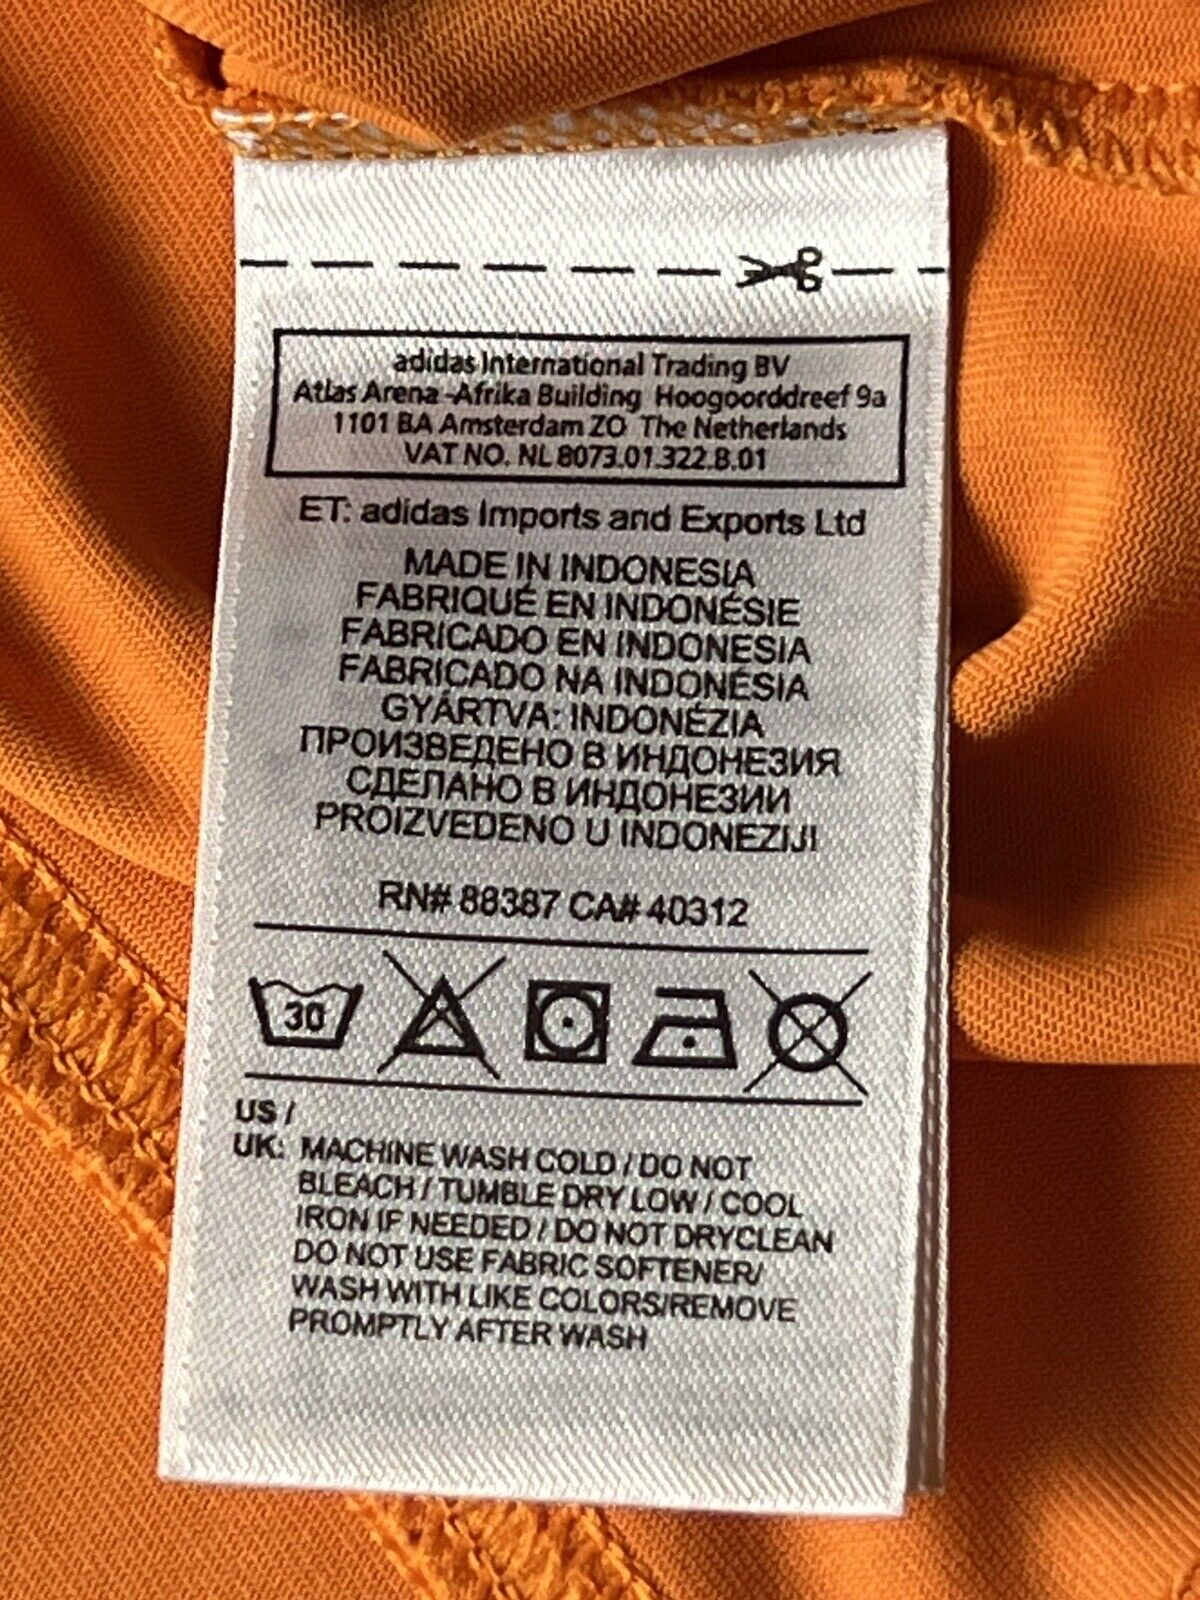 adidas International Trading BV
Atlas Arena-Afrika Building Hoogoorddreef 9a
1101 BA Amsterdam ZO The Netherlands
VAT NO. NL 8073.01.322.B.01
ET: adidas Imports and Exports Ltd
MADE IN INDONESIA
FABRIQUÉ EN INDONÉSIE
FABRICADO EN INDONESIA
FABRICADO NA INDONÉSIA
GYÁRTVA: INDONÉZIA
ПРОИЗВЕДЕНО В ИНДОНЕЗИЯ
СДЕЛАНО В ИНДОНЕЗИИ
PROIZVEDENO U INDONEZIJI
RN# 88387 CA# 40312
30
US /
UK: MACHINE WASH COLD / DO NOT
BLEACH / TUMBLE DRY LOW / COOL
IRON IF NEEDED / DO NOT DRYCLEAN
DO NOT USE FABRIC SOFTENER/
WASH WITH LIKE COLORS/REMOVE
PROMPTLY AFTER WASH